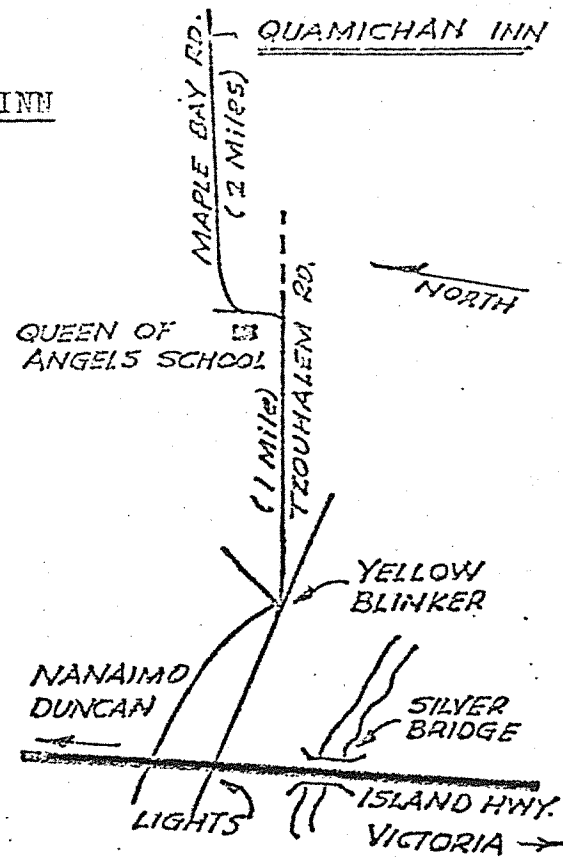 QUAMICHAN INN
INN
MAPLE BAY RD.
(2 Miles)
NORTH
QUEEN OF
ANGELS SCHOOL
(1 Mile)
TZOUHALEM RD.
YELLOW
BLINKER
NANAIMO
DUNCAN
SILVER
BRIDGE
LIGHTS
ISLAND HWY.
VICTORIA